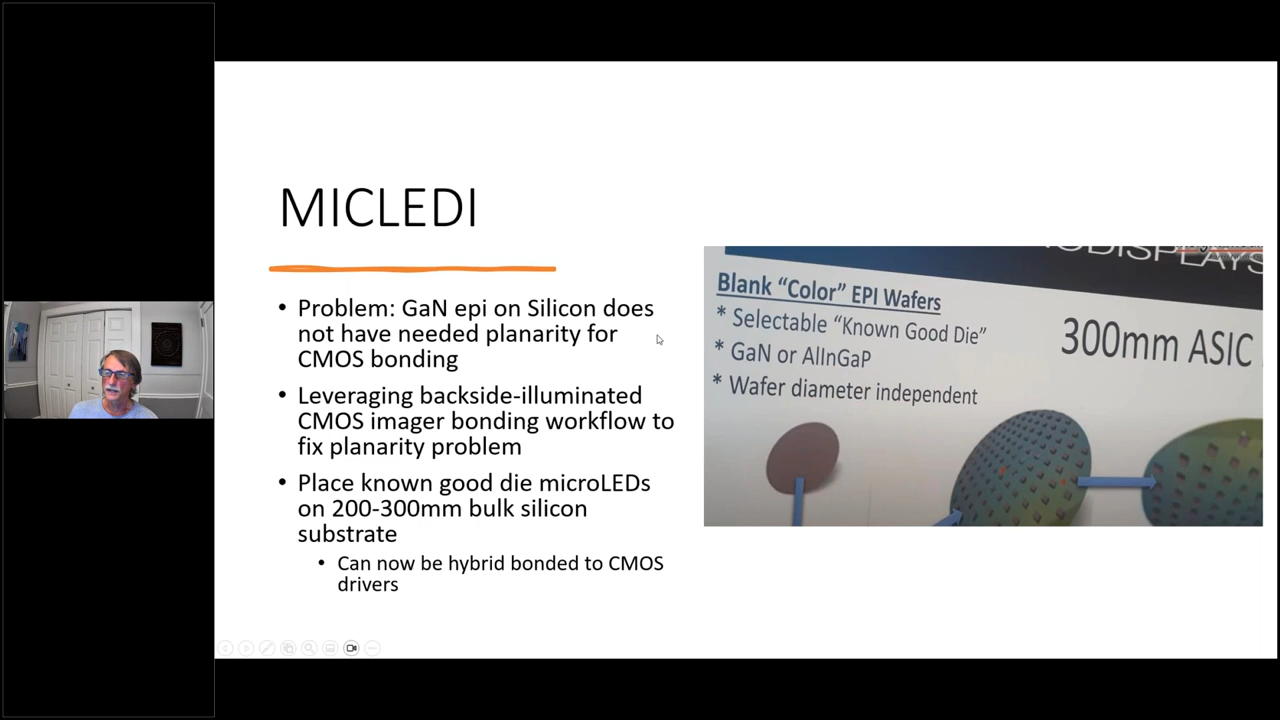 MICLEDI
• Problem: GaN epi on Silicon does
not have needed planarity for
CMOS bonding
• Leveraging backside-illuminated
CMOS imager bonding workflow to
fix planarity problem
• Place known good die microLEDs
on 200-300mm bulk silicon
substrate
• Can now be hybrid bonded to CMOS
drivers
Blank “Color” EPI Wafers
* Selectable “Known Good Die”
* GaN or AlInGaP
* Wafer diameter independent
300mm ASIC